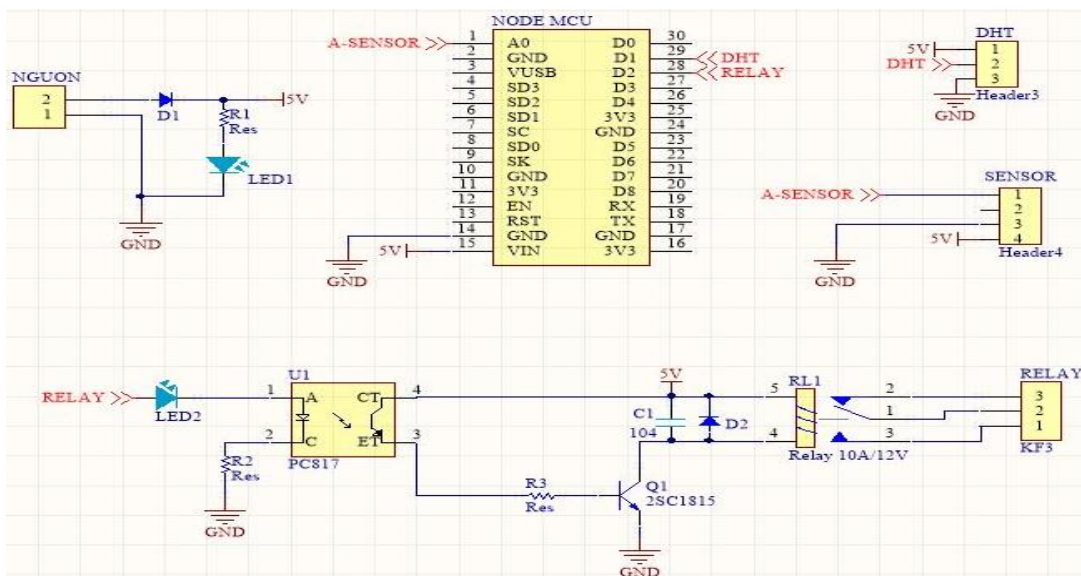 NODE MCU
A-SENSOR
1 A0 D0 30
2 GND D1 29 DHT
3 VUSB D2 28 RELAY
4 SD3 D3 27
5 SD2 D4 26
6 SD1 3V3 25
7 SC GND 24
8 SD0 D5 23
9 SK D6 22
10 GND D7 21
11 3V3 D8 20
12 EN RX 19
13 RST TX 18
14 GND GND 17
15 VIN 3V3 16
5V
GND
NGUON
2
1
D1
5V
R1
Res
LED1
GND
DHT
5V 1
DHT 2
3
GND
Header3
SENSOR
A-SENSOR 1
2
3
5V 4
Header4
GND
RELAY
LED2
U1
1 A CT 4
2 C ET 3
PC817
R2
Res
GND
R3
Res
Q1
2SC1815
GND
5V
C1
104
D2
RL1
5 2
1
4 3
Relay 10A/12V
RELAY
3
2
1
KF3